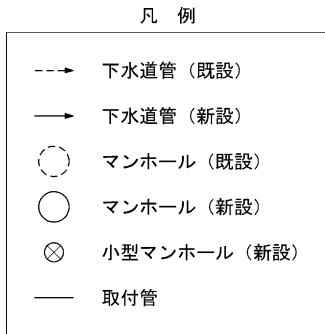 凡 例
下水道管（既設）
下水道管（新設）
マンホール（既設）
マンホール（新設）
小型マンホール（新設）
取付管